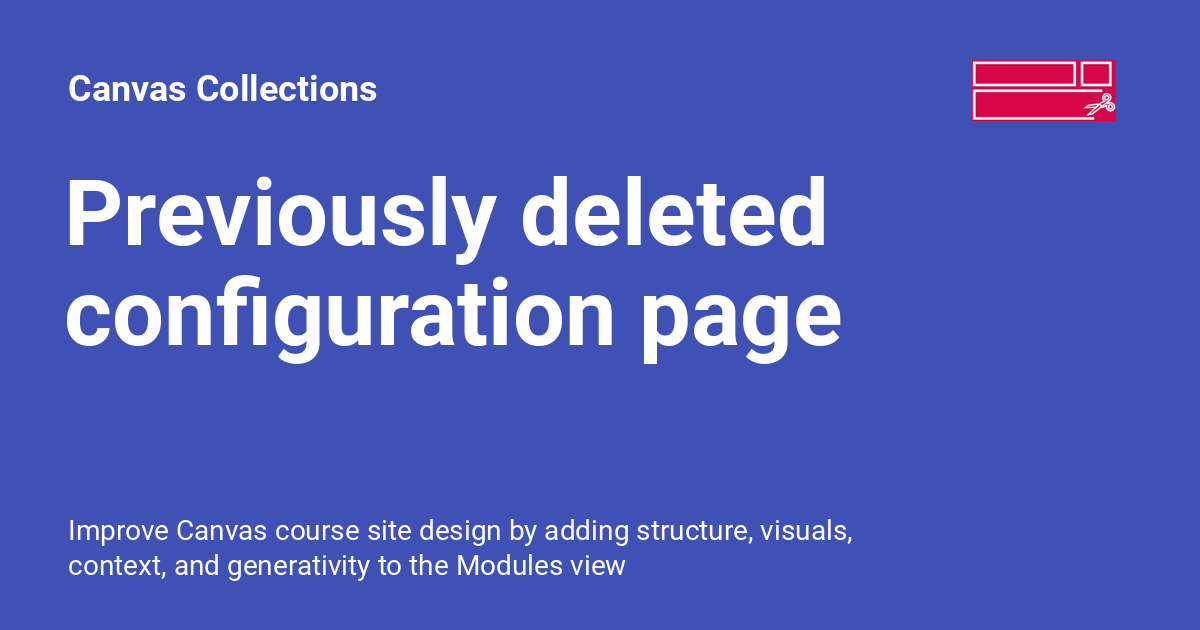 Canvas Collections
Previously deleted
configuration page
Improve Canvas course site design by adding structure, visuals,
context, and generativity to the Modules view